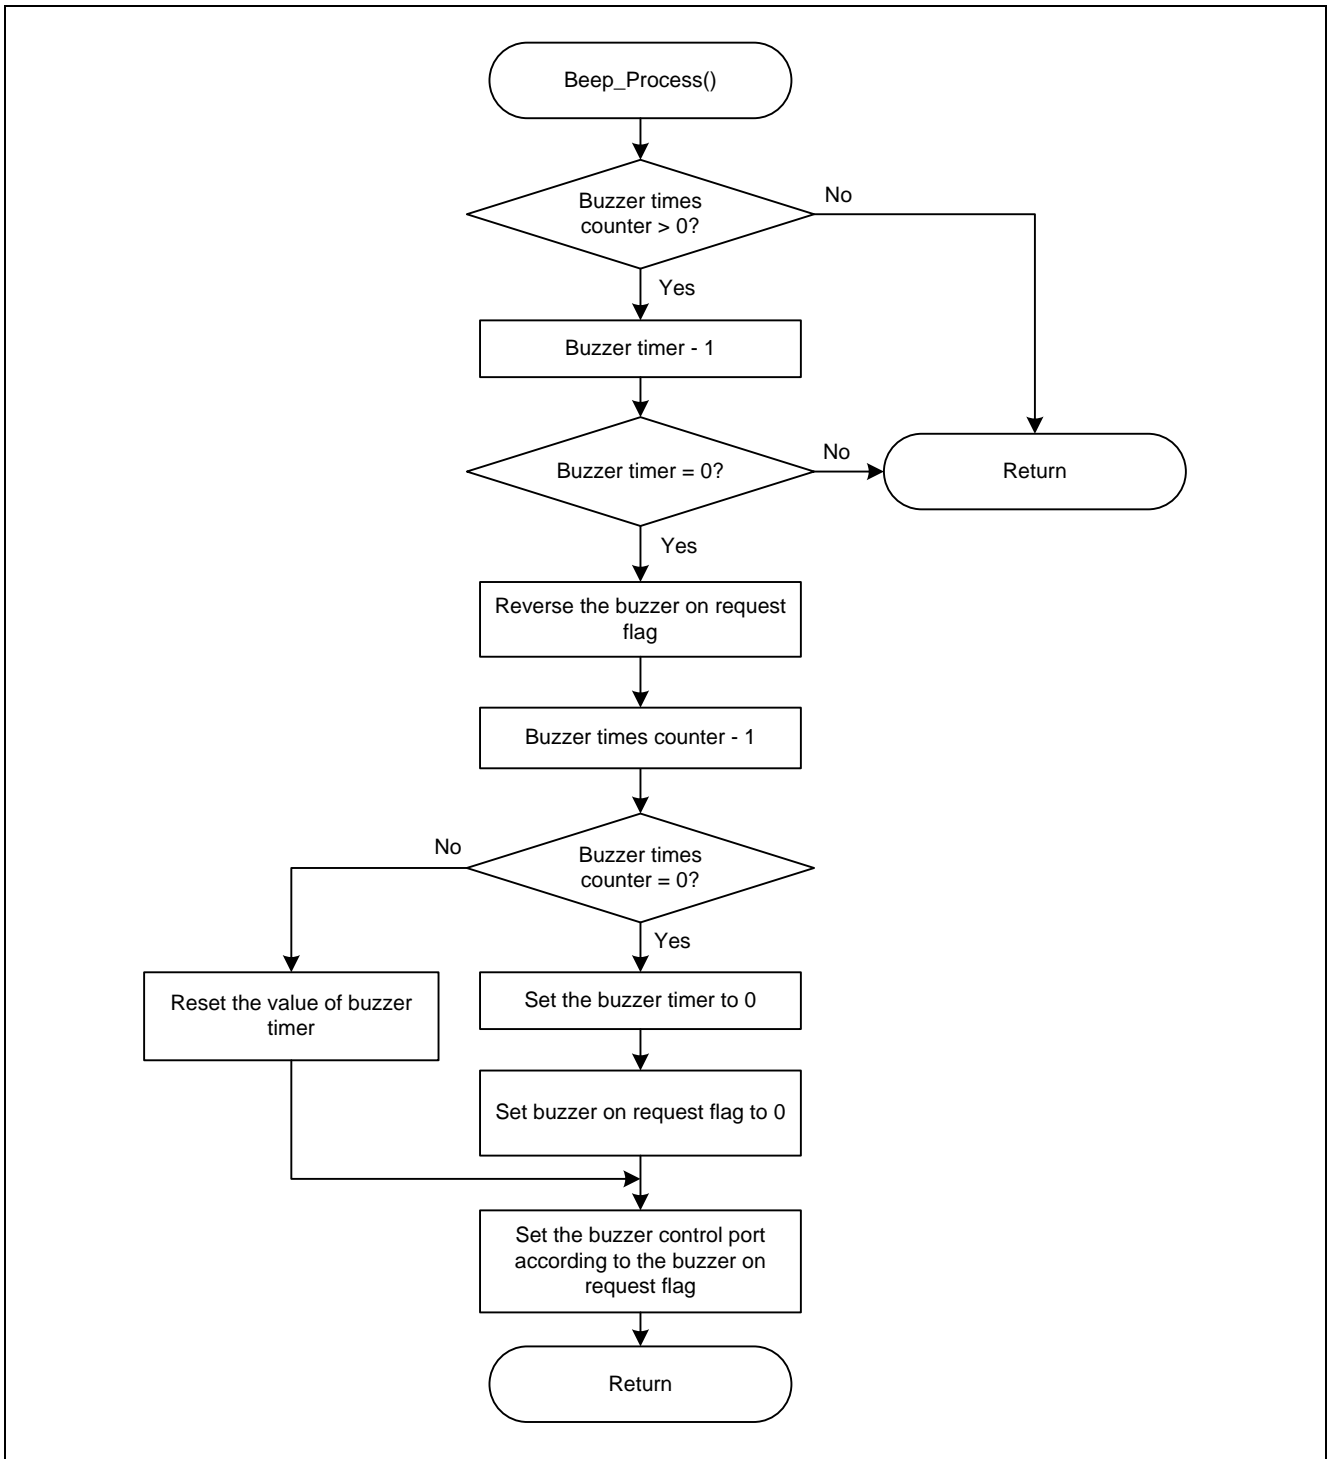 Beep_Process()
Buzzer times
counter > 0?
No
Yes
Buzzer timer - 1
Buzzer timer = 0?
No
Return
Yes
Reverse the buzzer on request
flag
Buzzer times counter - 1
No
Buzzer times
counter = 0?
Yes
Reset the value of buzzer
timer
Set the buzzer timer to 0
Set buzzer on request flag to 0
Set the buzzer control port
according to the buzzer on
request flag
Return